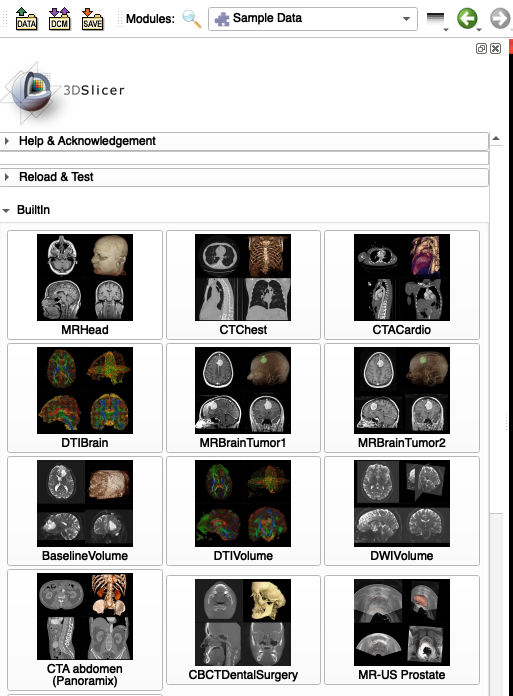 DATA
DCM
SAVE
Modules:
Sample Data
3DSlicer
Help & Acknowledgement
Reload & Test
BuiltIn
MRHead
CTChest
CTACardio
DTIBrain
MRBrainTumor1
MRBrainTumor2
BaselineVolume
DTIVolume
DWIVolume
CTA abdomen
(Panoramix)
CBCTDentalSurgery
MR-US Prostate